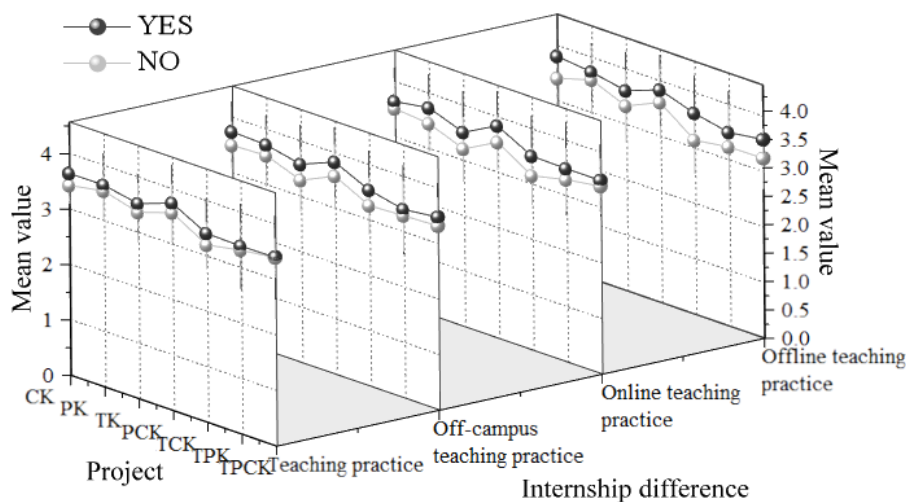 YES
NO
4
3
2
1
0
Mean value
4.0
3.5
3.0
2.5
2.0
1.5
1.0
0.5
0.0
Mean value
CK
PK
TK
PCK
TCK
TPK
TPCK
Project
Teaching practice
Off-campus
teaching practice
Online teaching
practice
Offline teaching
practice
Internship difference